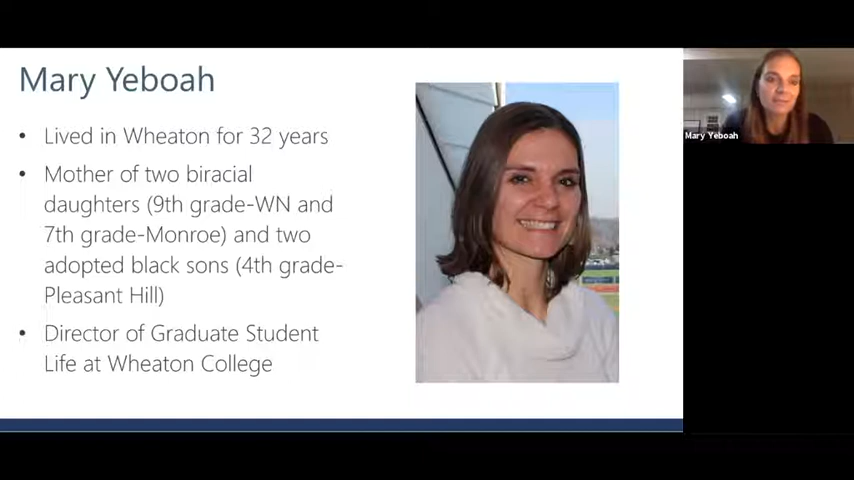 Mary Yeboah
• Lived in Wheaton for 32 years
• Mother of two biracial
daughters (9th grade-WN and
7th grade-Monroe) and two
adopted black sons (4th grade-
Pleasant Hill)
• Director of Graduate Student
Life at Wheaton College
Mary Yeboah